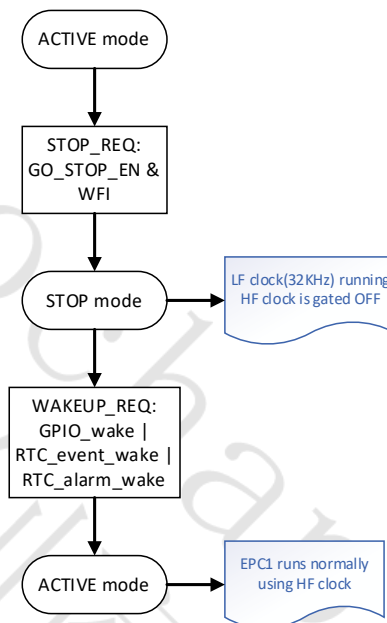 ACTIVE mode
STOP_REQ:
GO_STOP_EN &
WFI
STOP mode
LF clock(32KHz) running
HF clock is gated OFF
WAKEUP_REQ:
GPIO_wake |
RTC_event_wake |
RTC_alarm_wake
ACTIVE mode
EPC1 runs normally
using HF clock